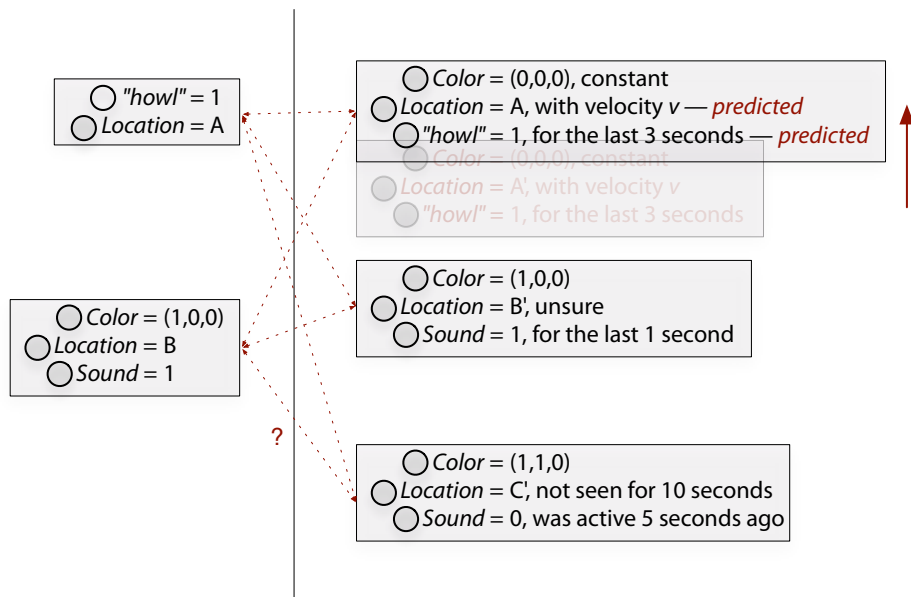 "howl" = 1
Location = A
Color = (1,0,0)
Location = B
Sound = 1
?
Color = (0,0,0), constant
Location = A, with velocity v — predicted
"howl" = 1, for the last 3 seconds — predicted
Color = (0,0,0), constant
Location = A', with velocity v
"howl" = 1, for the last 3 seconds
Color = (1,0,0)
Location = B', unsure
Sound = 1, for the last 1 second
Color = (1,1,0)
Location = C', not seen for 10 seconds
Sound = 0, was active 5 seconds ago